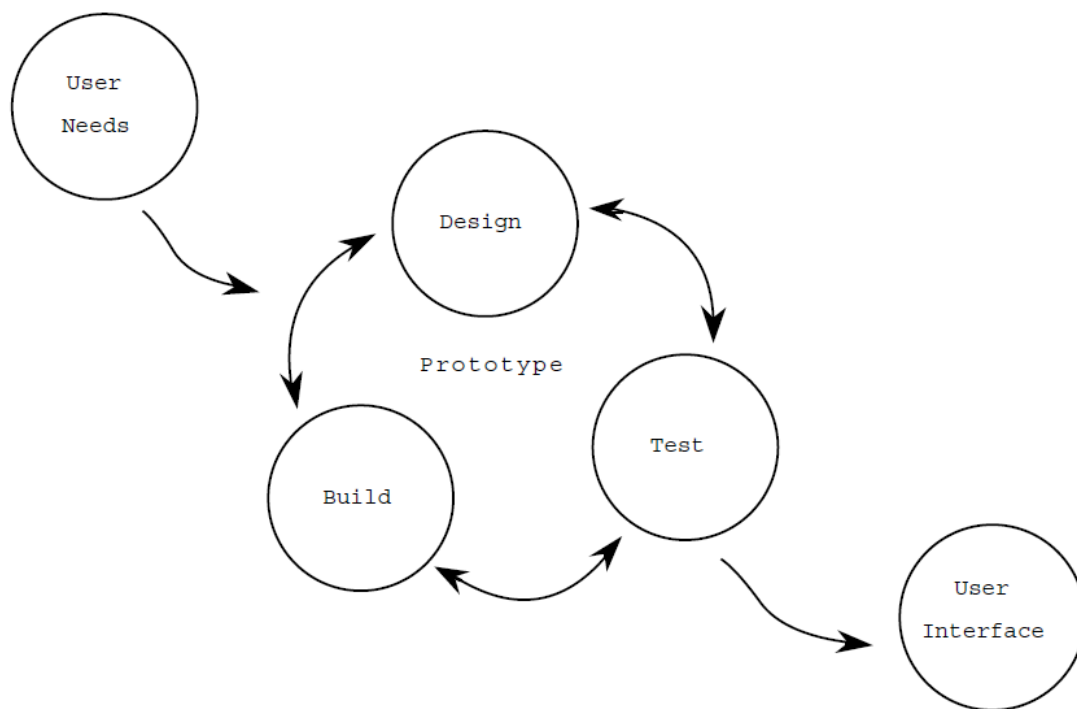 User
Needs
Design
Prototype
Test
Build
User
Interface